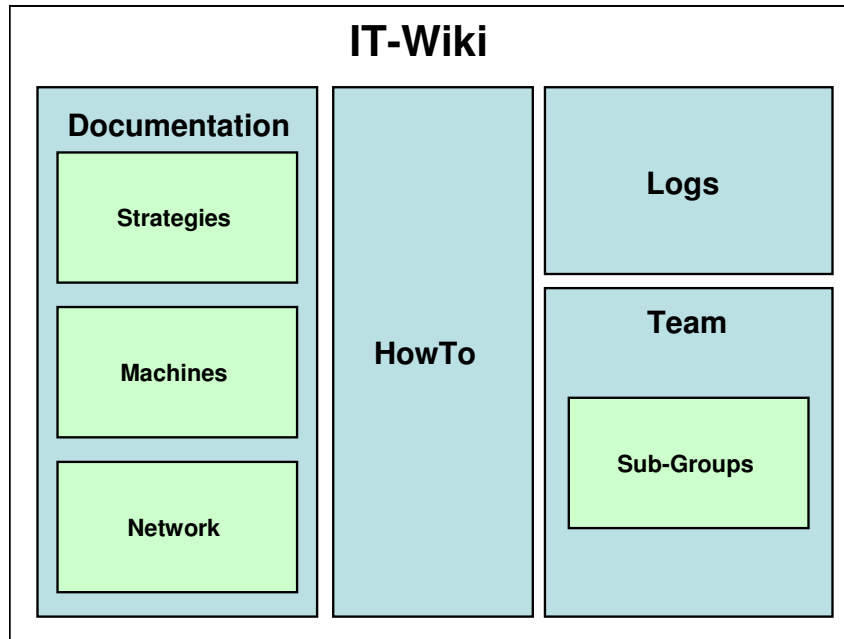 IT-Wiki
Documentation
Strategies
Machines
Network
HowTo
Logs
Team
Sub-Groups